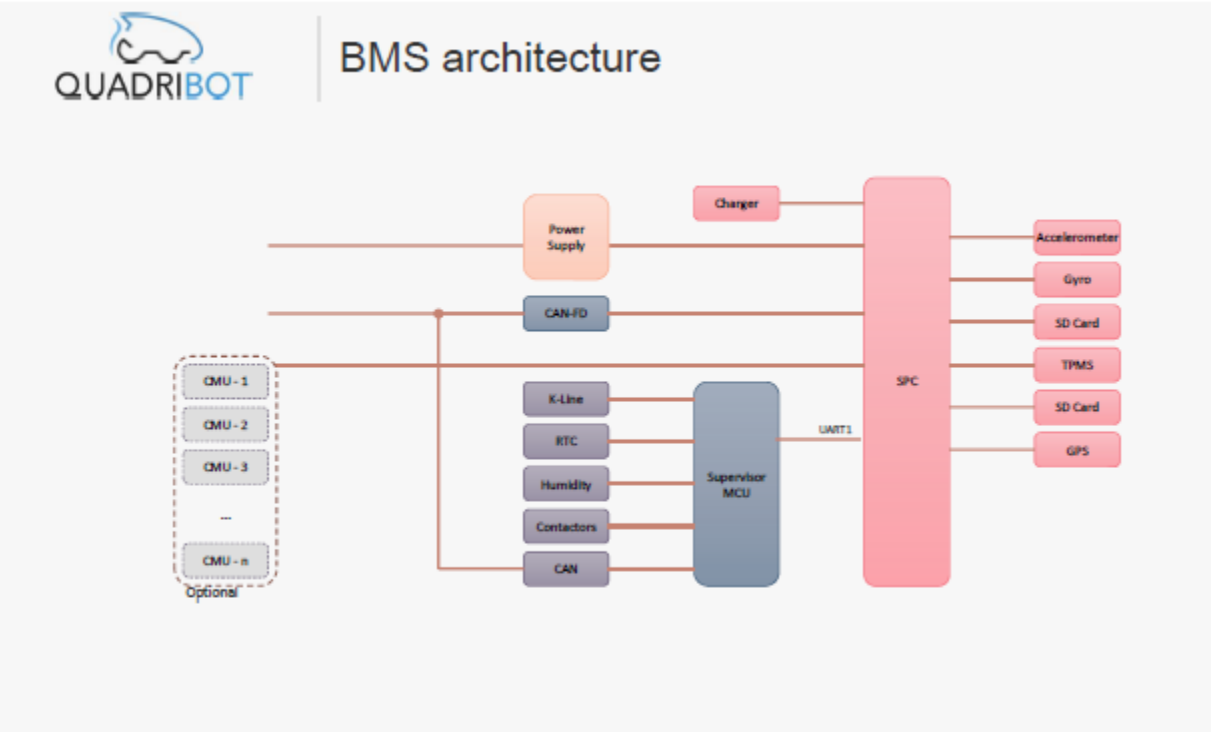 QUADRIBOT
BMS architecture
Charger
Power
Supply
Accelerometer
Gyro
CAN-FD
SD Card
CMU - 1
TPMS
SPC
K-Line
CMU - 2
SD Card
UART1
RTC
GPS
CMU - 3
Humidity
Supervisor
MCU
...
Contactors
CMU - n
CAN
Optional